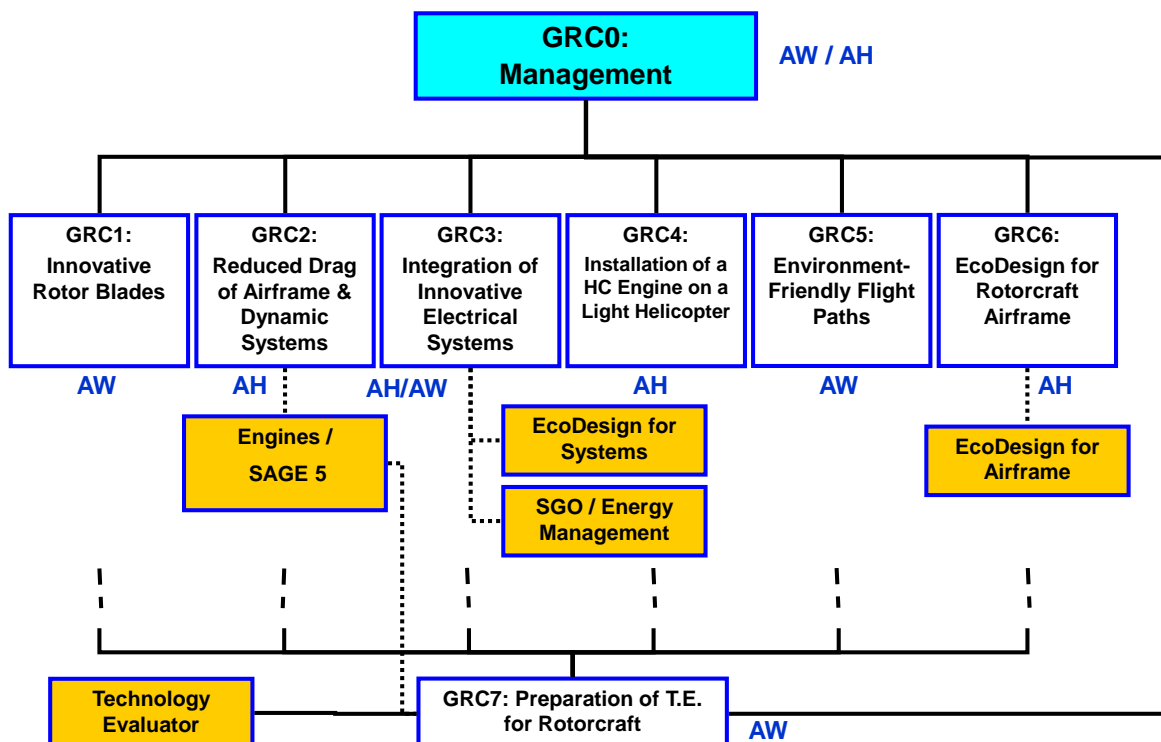 GRC0:
Management
AW / AH
GRC1:
Innovative
Rotor Blades
AW
GRC2:
Reduced Drag
of Airframe &
Dynamic
Systems
AH
GRC3:
Integration of
Innovative
Electrical
Systems
AH/AW
GRC4:
Installation of a
HC Engine on a
Light Helicopter
AH
GRC5:
Environment-
Friendly Flight
Paths
AW
GRC6:
EcoDesign for
Rotorcraft
Airframe
AH
Engines /
SAGE 5
EcoDesign for
Systems
SGO / Energy
Management
EcoDesign for
Airframe
Technology
Evaluator
GRC7: Preparation of T.E.
for Rotorcraft
AW